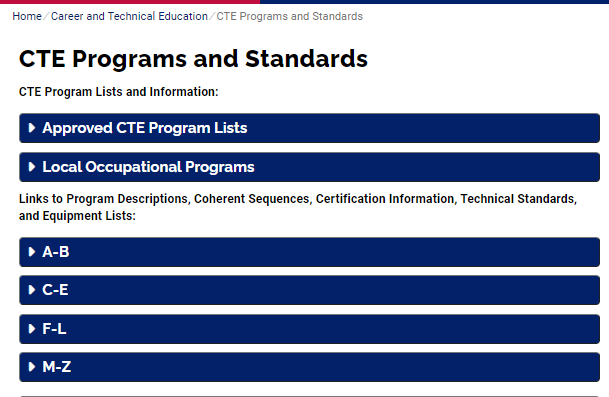 Home / Career and Technical Education / CTE Programs and Standards
CTE Programs and Standards
CTE Program Lists and Information:
Approved CTE Program Lists
Local Occupational Programs
Links to Program Descriptions, Coherent Sequences, Certification Information, Technical Standards,
and Equipment Lists:
A-B
C-E
F-L
M-Z